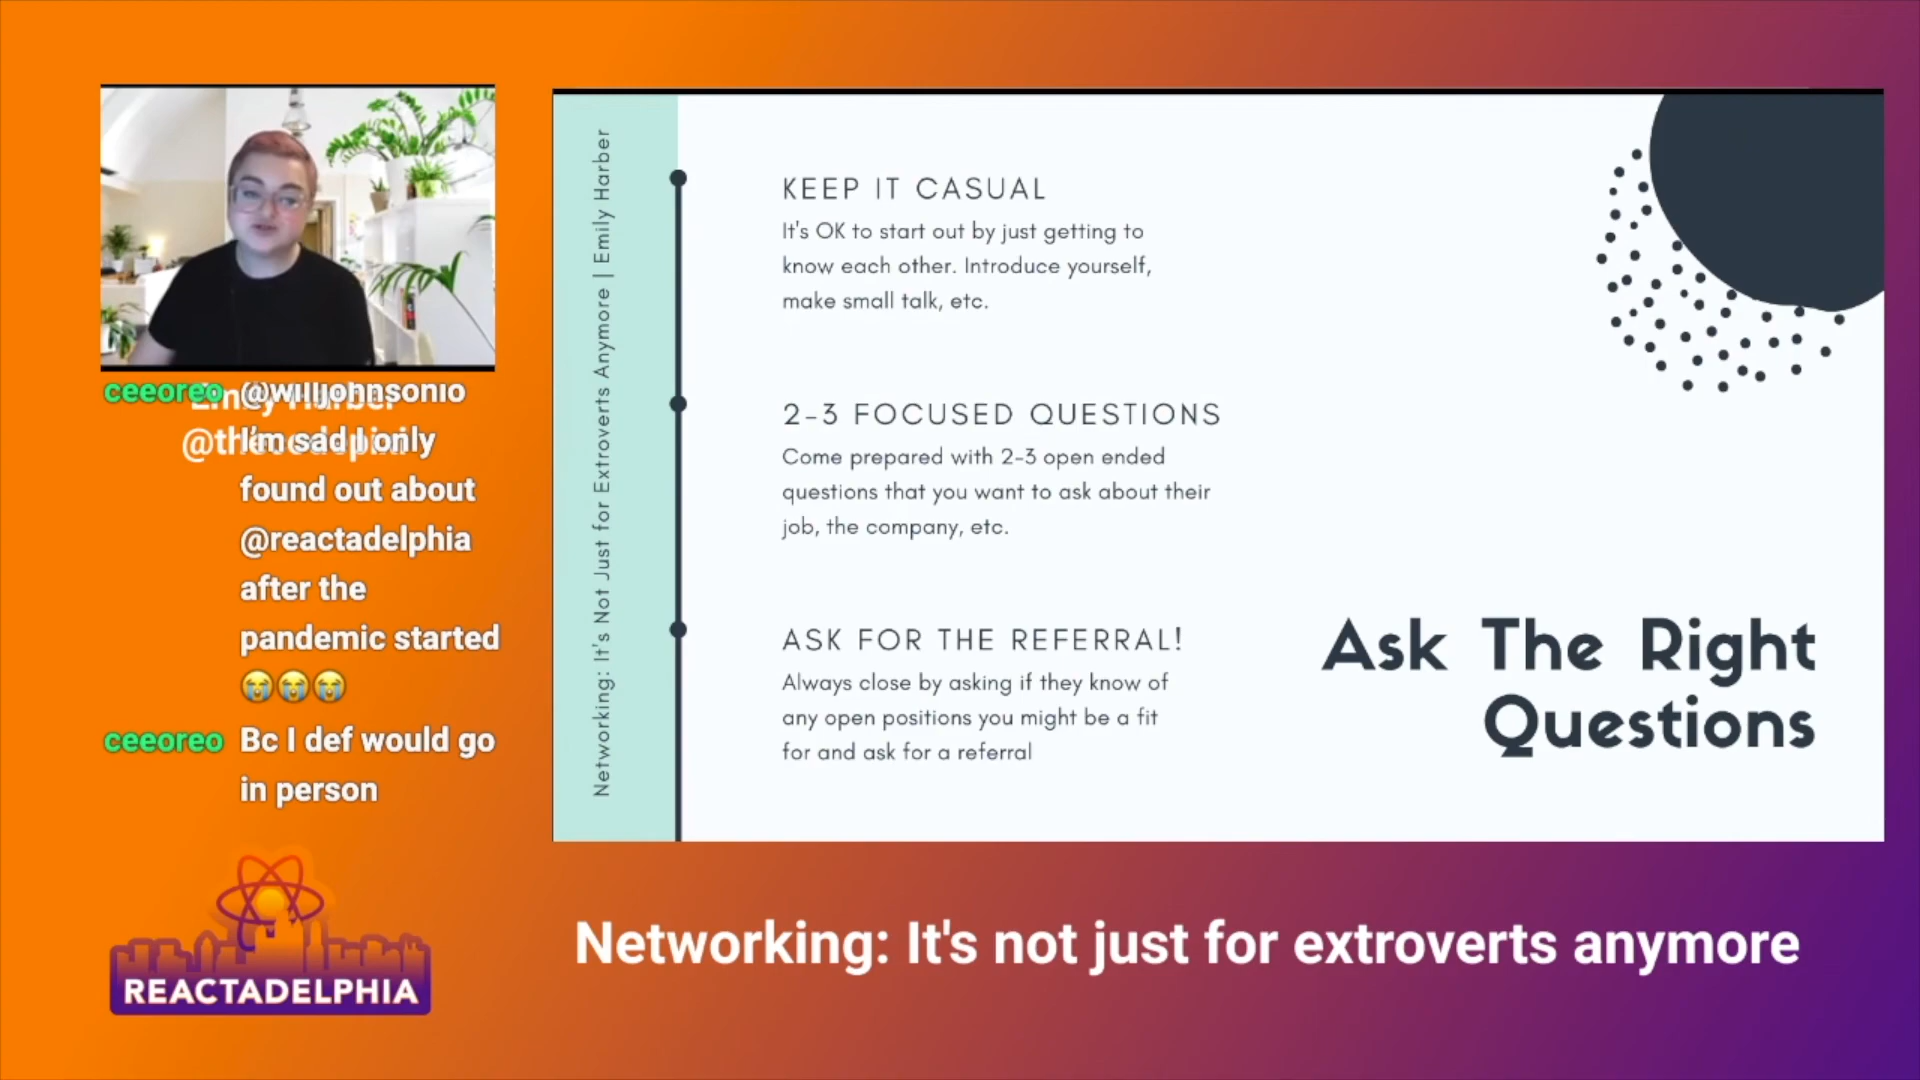 ceeoreo @willjohnsonio
Emily Harber
I'm sad I only
found out about
@reactadelphia
after the
pandemic started
😭😭😭
ceeoreo Bc I def would go
in person
REACTADELPHIA
Networking: It's Not Just for Extroverts Anymore | Emily Harber
KEEP IT CASUAL
It's OK to start out by just getting to
know each other. Introduce yourself,
make small talk, etc.
2-3 FOCUSED QUESTIONS
Come prepared with 2-3 open ended
questions that you want to ask about their
job, the company, etc.
ASK FOR THE REFERRAL!
Always close by asking if they know of
any open positions you might be a fit
for and ask for a referral
Ask The Right
Questions
Networking: It's not just for extroverts anymore